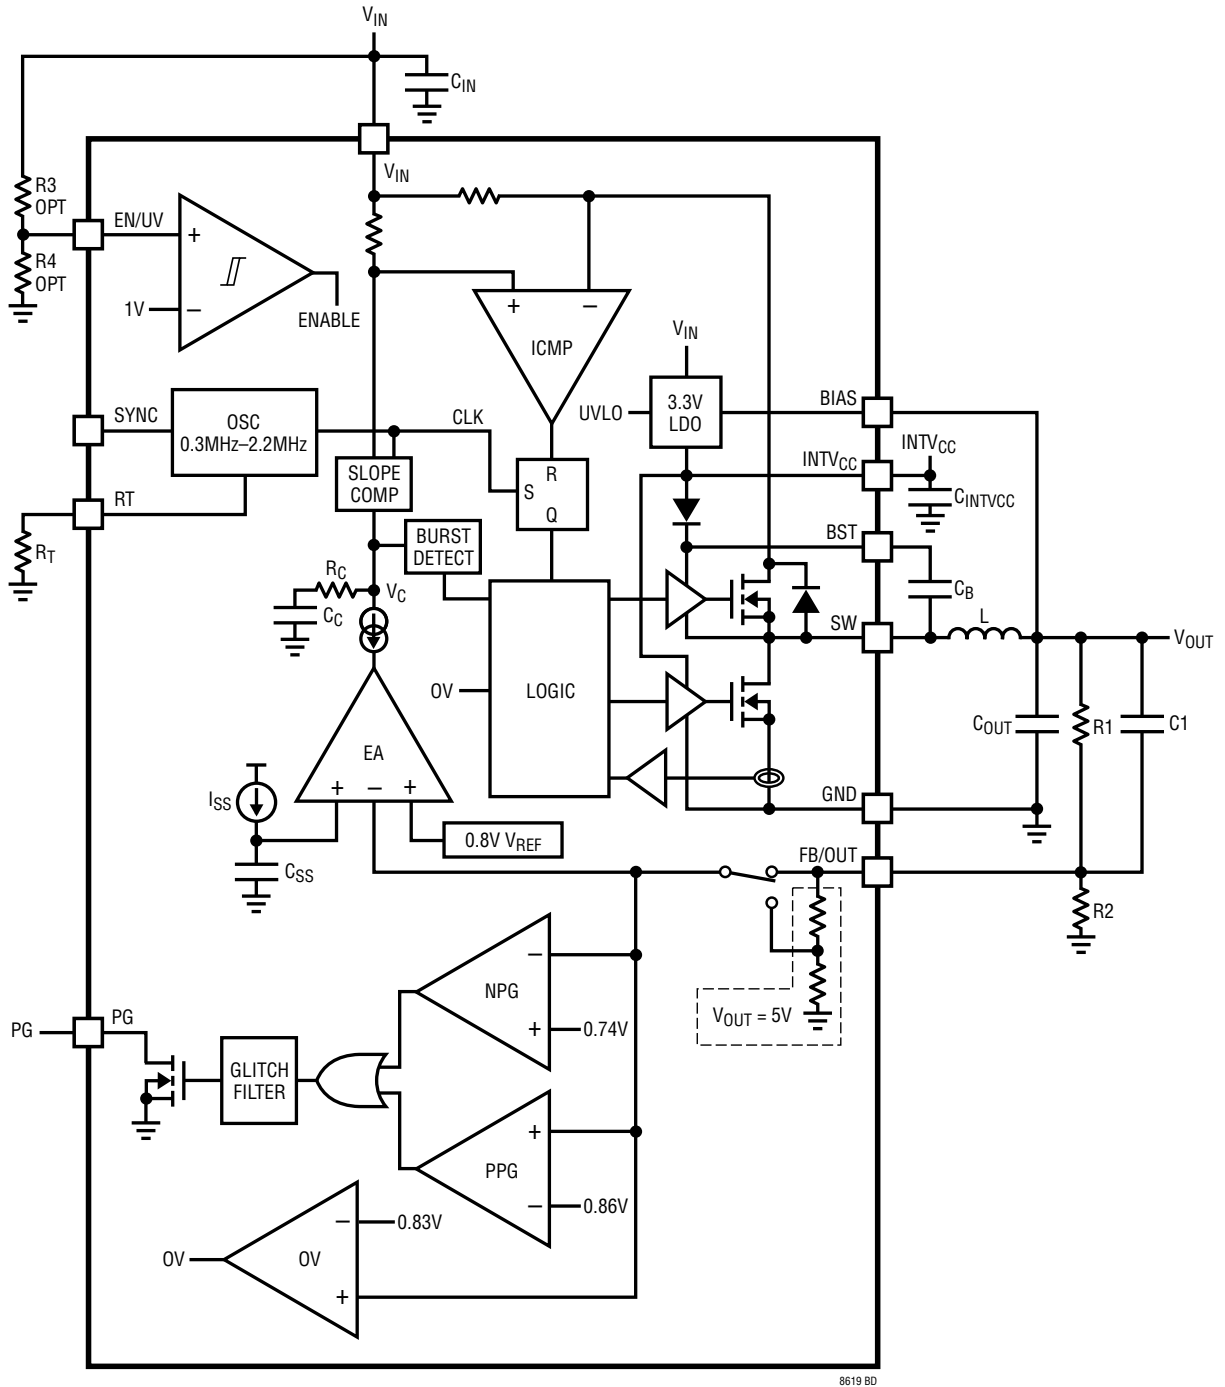 VIN
CIN
VIN
R3
OPT
EN/UV
+
R4
OPT
1V
−
ENABLE
+
−
ICMP
VIN
UVLO
3.3V
LDO
BIAS
SYNC
OSC
0.3MHz–2.2MHz
CLK
INTVCC
INTVCC
SLOPE
COMP
R
S
Q
CINTVCC
RT
BURST
DETECT
BST
RT
RC
VC
CC
CB
SW
L
VOUT
OV
LOGIC
COUT
R1
C1
EA
+
−
+
ISS
GND
0.8V VREF
CSS
FB/OUT
R2
−
NPG
+
0.74V
VOUT = 5V
PG
PG
GLITCH
FILTER
+
PPG
−
0.86V
−
0.83V
OV
OV
+
8619 BD